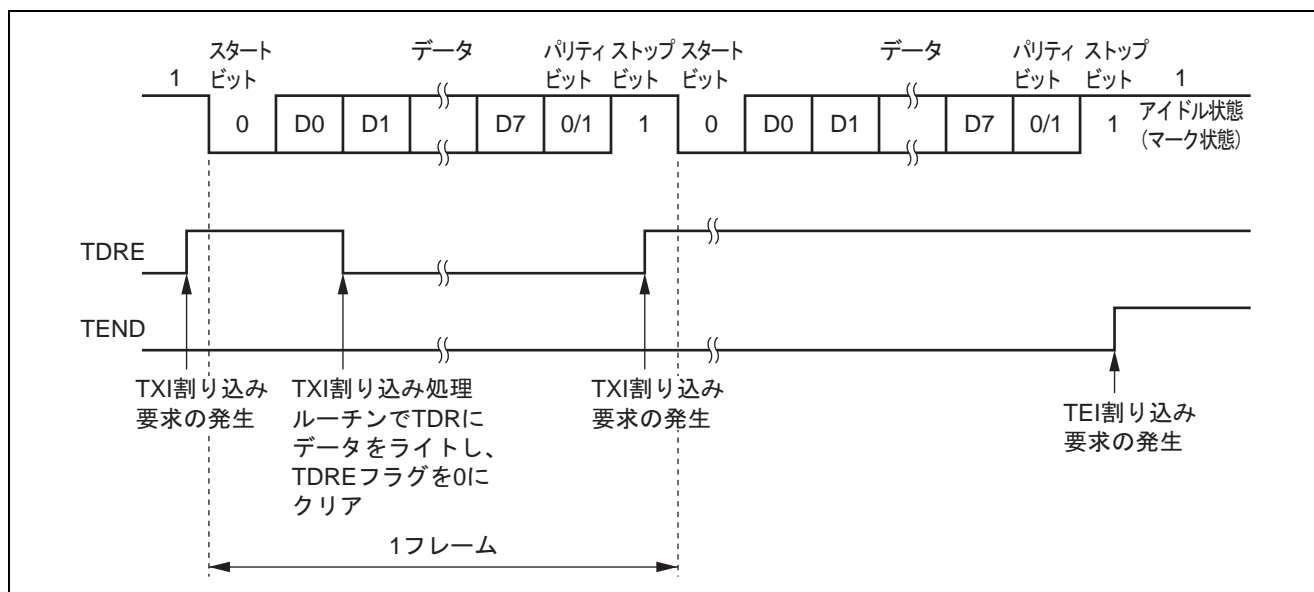 スタート データ パリティ ストップ スタート データ パリティ ストップ
1 ビット ビット ビット ビット ビット ビット 1
0 D0 D1 D7 0/1 1 0 D0 D1 D7 0/1 1 アイドル状態
(マーク状態)
TDRE
TEND
TXI割り込み
要求の発生
TXI割り込み処理
ルーチンでTDRに
データをライトし、
TDREフラグを0に
クリア
TXI割り込み
要求の発生
TEI割り込み
要求の発生
1フレーム